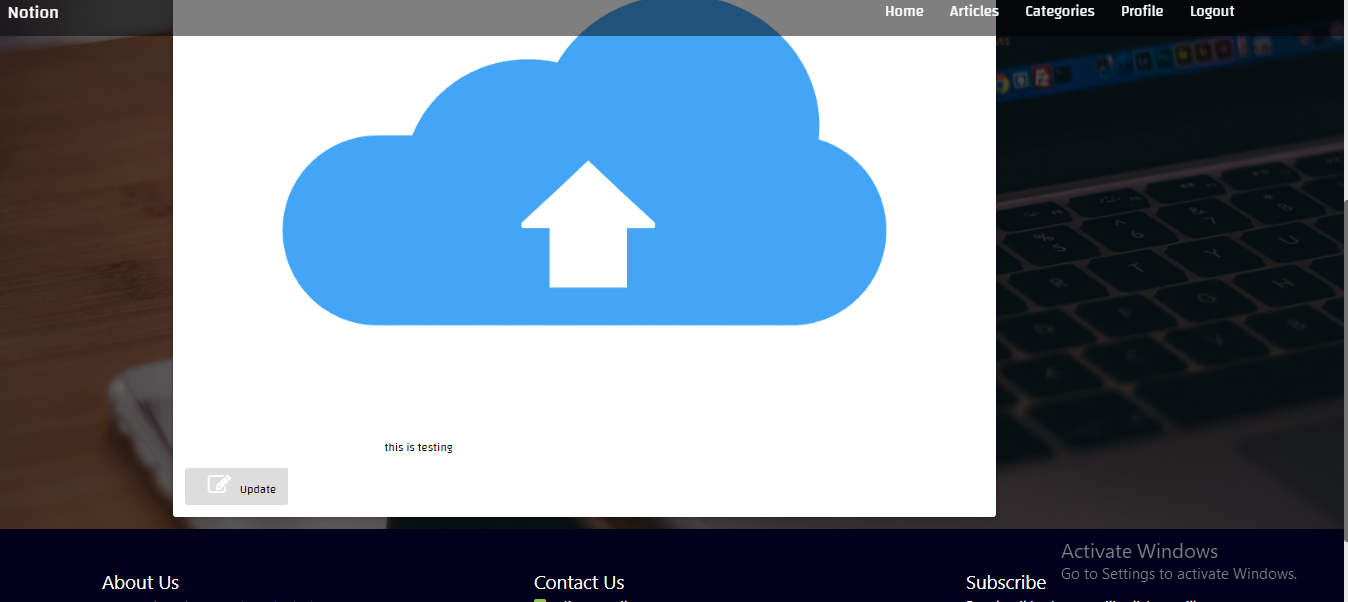 Notion
Home Articles Categories Profile Logout
this is testing
Update
Activate Windows
Go to Settings to activate Windows.
About Us Contact Us Subscribe